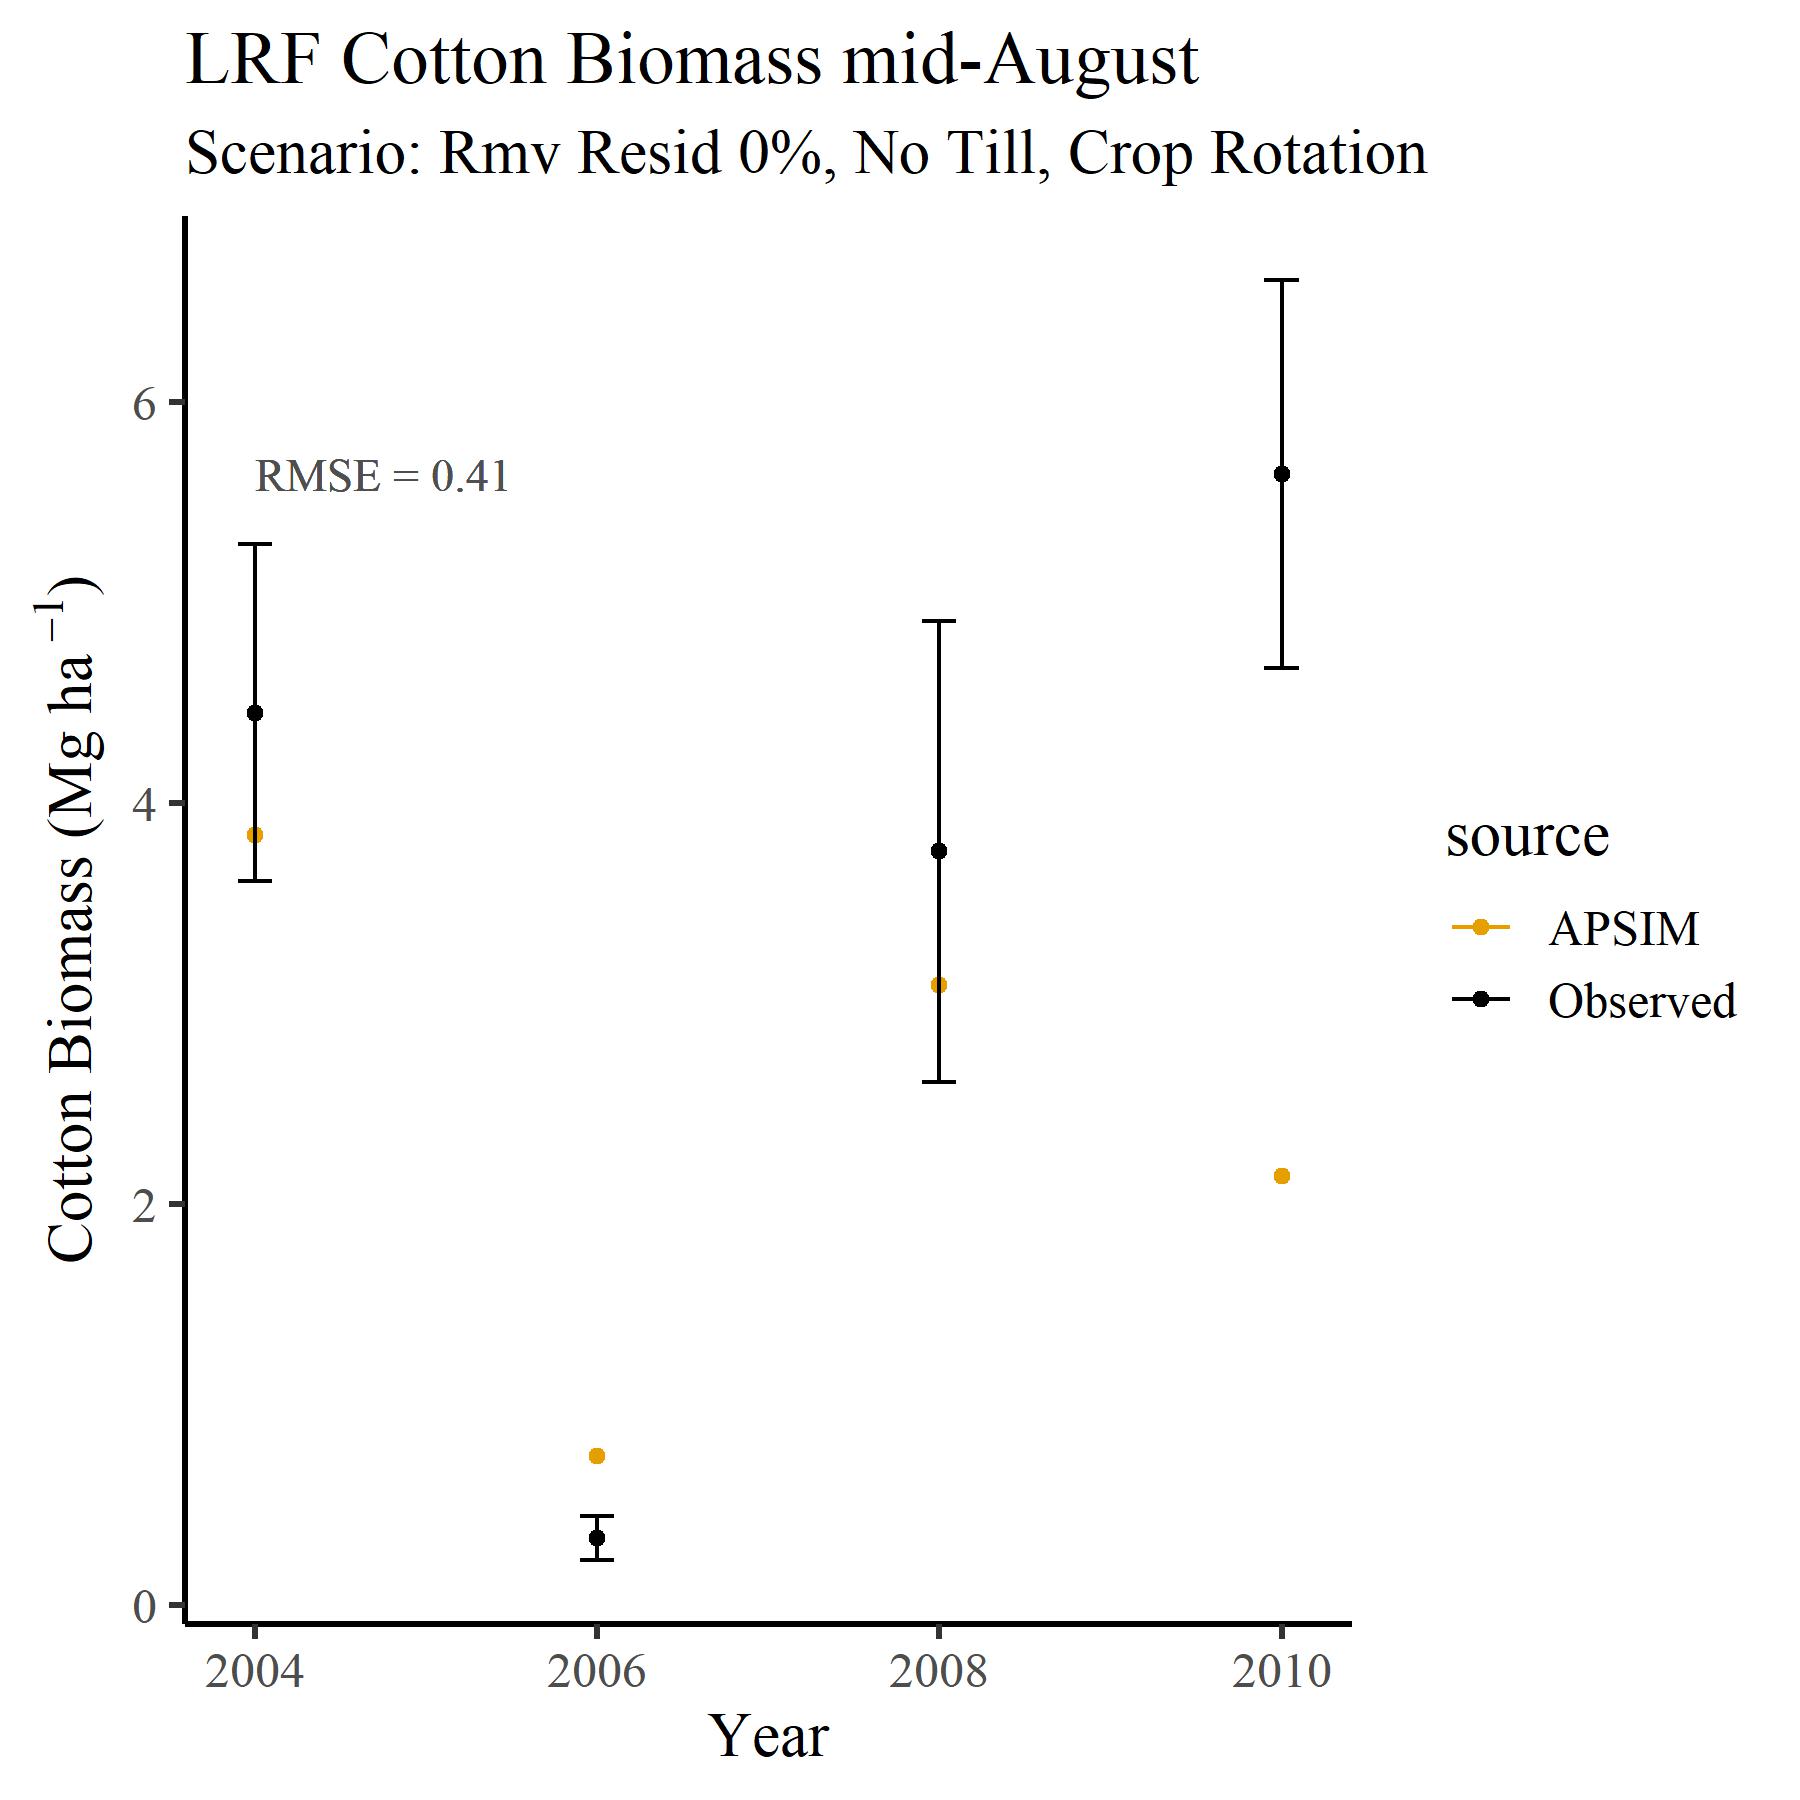 LRF Cotton Biomass mid-August
Scenario: Rmv Resid 0%, No Till, Crop Rotation
Cotton Biomass (Mg ha −1)
6
4
2
0
RMSE = 0.41
2004 2006 2008 2010
Year
source
APSIM
Observed